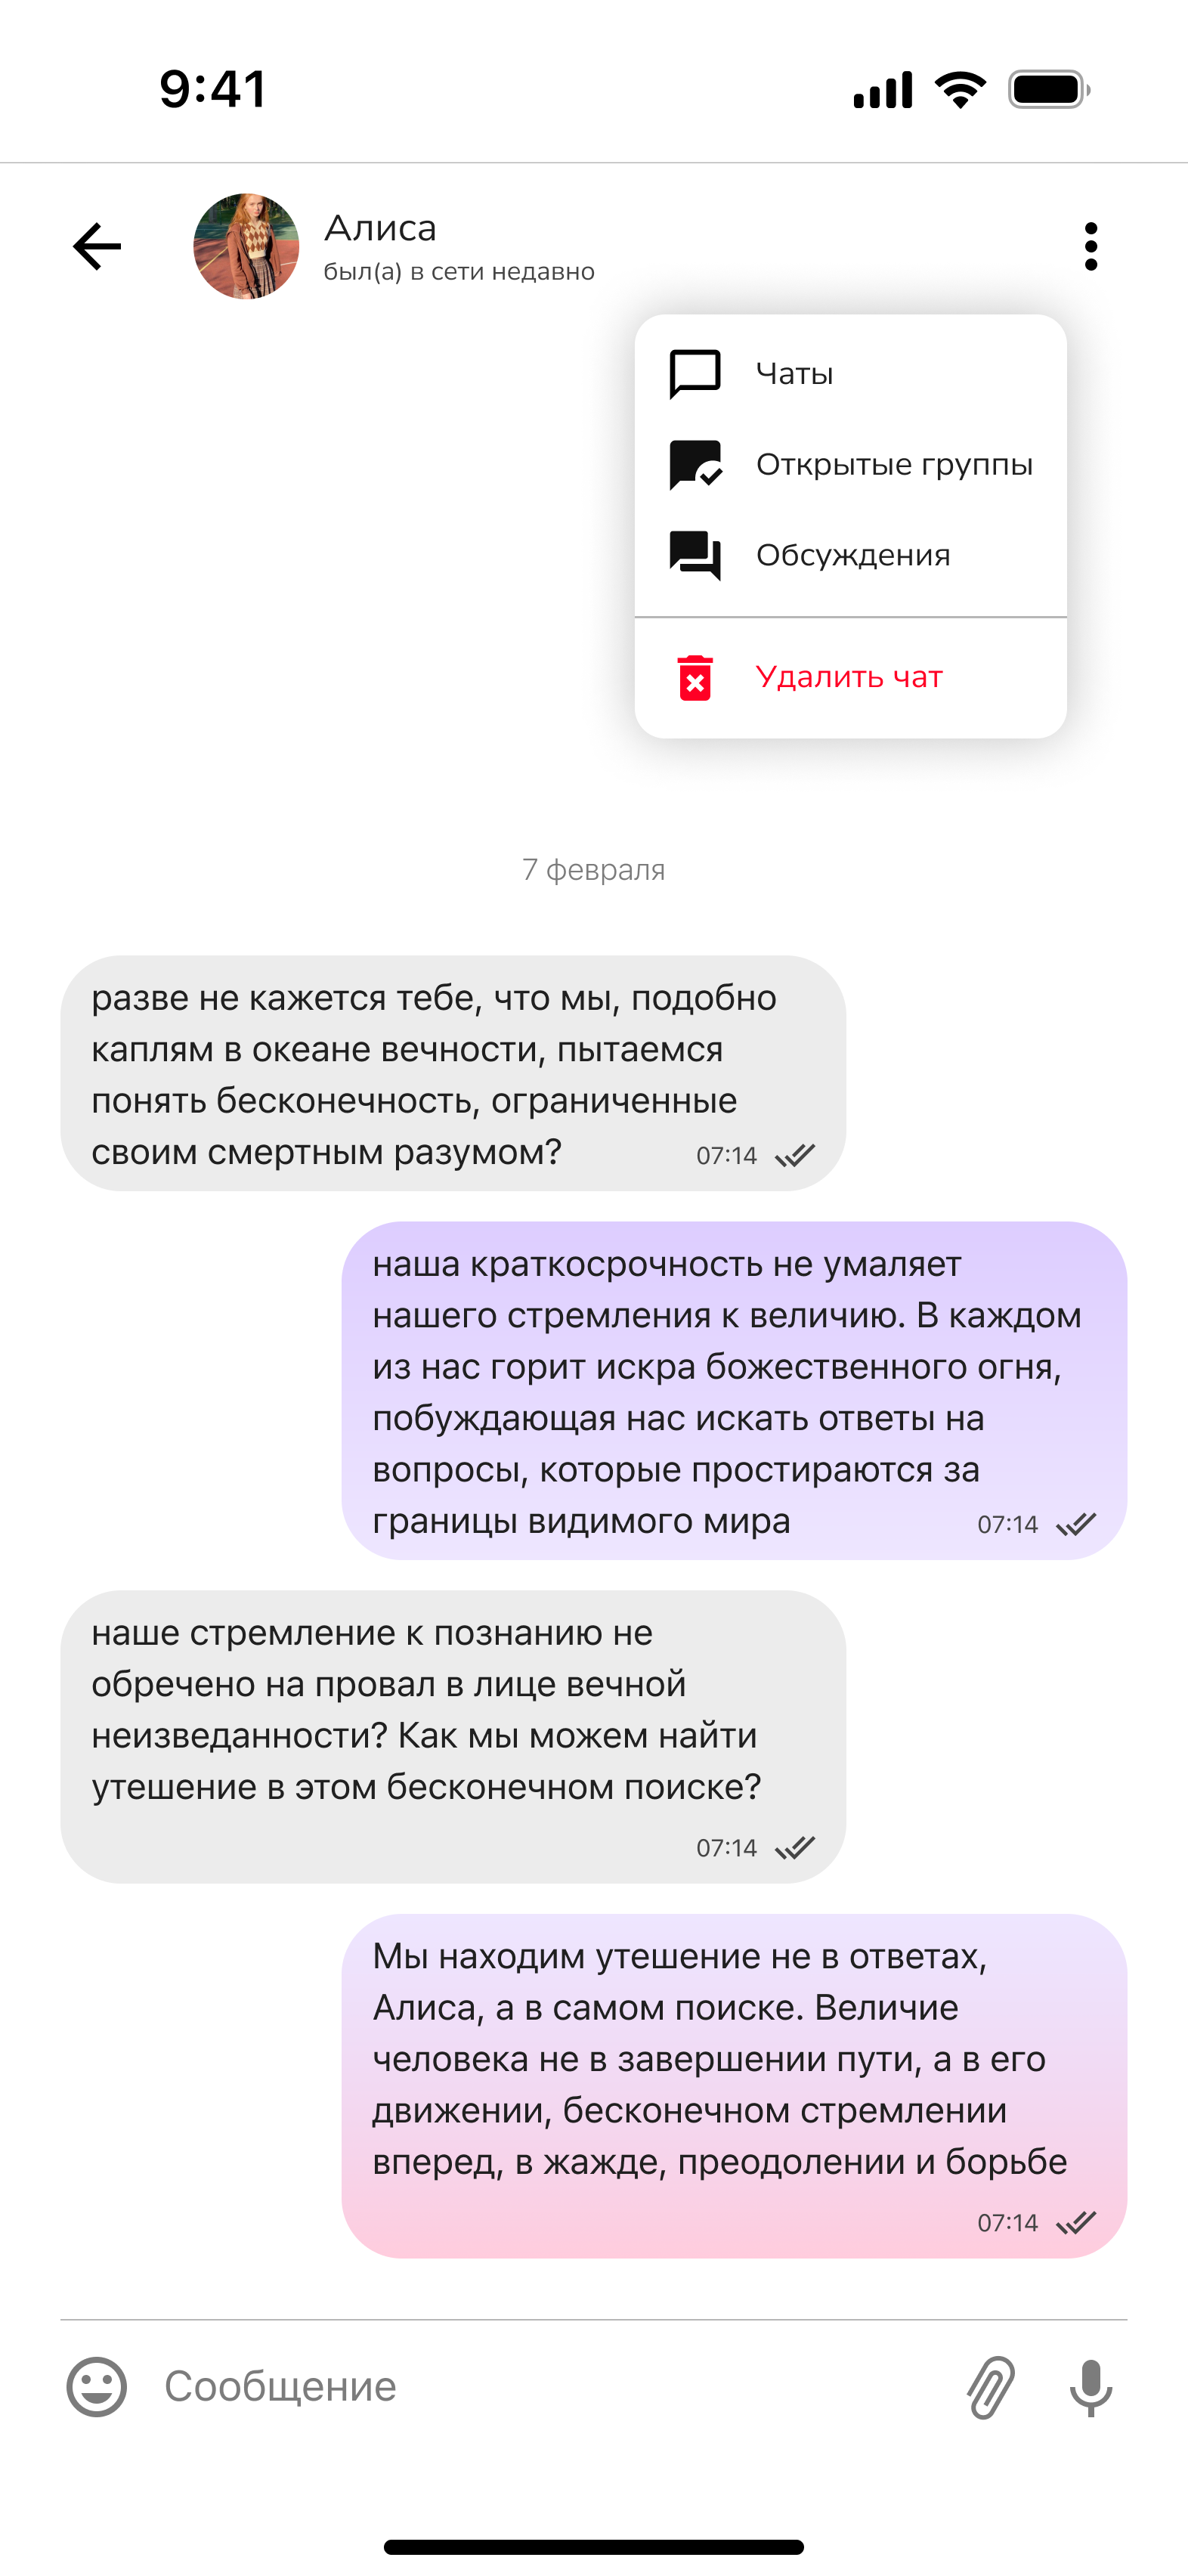 9:41
Алиса
был(а) в сети недавно
Чаты
Открытые группы
Обсуждения
Удалить чат
7 февраля
разве не кажется тебе, что мы, подобно
каплям в океане вечности, пытаемся
понять бесконечность, ограниченные
своим смертным разумом?
07:14
наша краткосрочность не умаляет
нашего стремления к величию. В каждом
из нас горит искра божественного огня,
побуждающая нас искать ответы на
вопросы, которые простираются за
границы видимого мира
07:14
наше стремление к познанию не
обречено на провал в лице вечной
неизведанности? Как мы можем найти
утешение в этом бесконечном поиске?
07:14
Мы находим утешение не в ответах,
Алиса, а в самом поиске. Величие
человека не в завершении пути, а в его
движении, бесконечном стремлении
вперед, в жажде, преодолении и борьбе
07:14
Сообщение